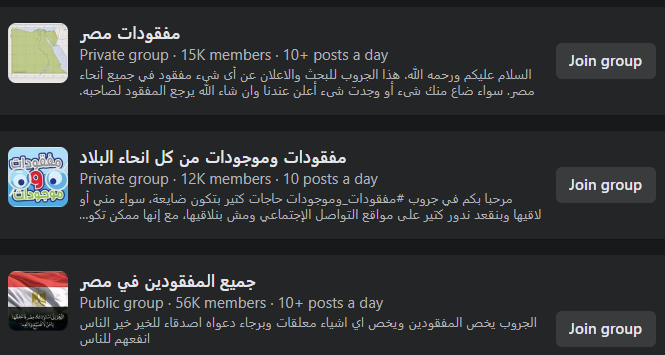 مفقودات مصر
Private group · 15K members · 10+ posts a day
السلام عليكم ورحمه الله. هذا الجروب للبحث والاعلان عن أى شىء مفقود في جميع أنحاء
مصر. سواء ضاع منك شىء أو وجدت شىء أعلن عندنا وان شاء الله يرجع المفقود لصاحبه.
Join group
مفقودات
و
موجودات
مفقودات وموجودات من كل انحاء البلاد
Private group · 12K members · 10 posts a day
مرحبا بكم في جروب #مفقودات_وموجودات حاجات كتير بتكون ضايعة، سواء مني أو
لاقيها وبنقعد ندور كتير على مواقع التواصل الإجتماعي ومش بنلاقيها، مع إنها ممكن تكو...
Join group
جميع المفقودين في مصر
Public group · 56K members · 10+ posts a day
الجروب يخص المفقودين ويخص اي اشياء معلقات وبرجاء دعواه اصدقاء للخير خير الناس
انفعهم للناس
Join group